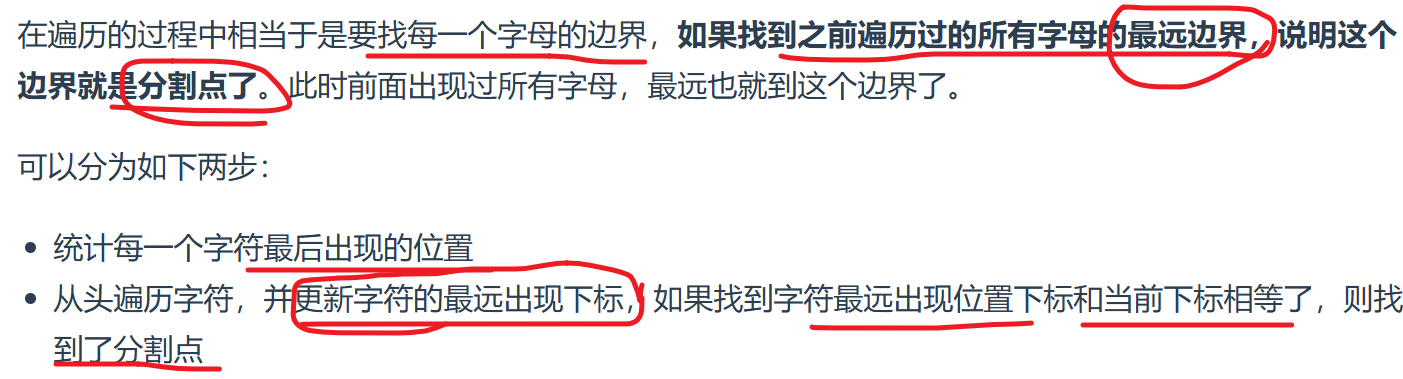 在遍历的过程中相当于是要找每一个字母的边界，如果找到之前遍历过的所有字母的最远边界，说明这个
边界就是分割点了。此时前面出现过所有字母，最远也就到这个边界了。
可以分为如下两步：
统计每一个字符最后出现的位置
从头遍历字符，并更新字符的最远出现下标，如果找到字符最远出现位置下标和当前下标相等了，则找
到了分割点